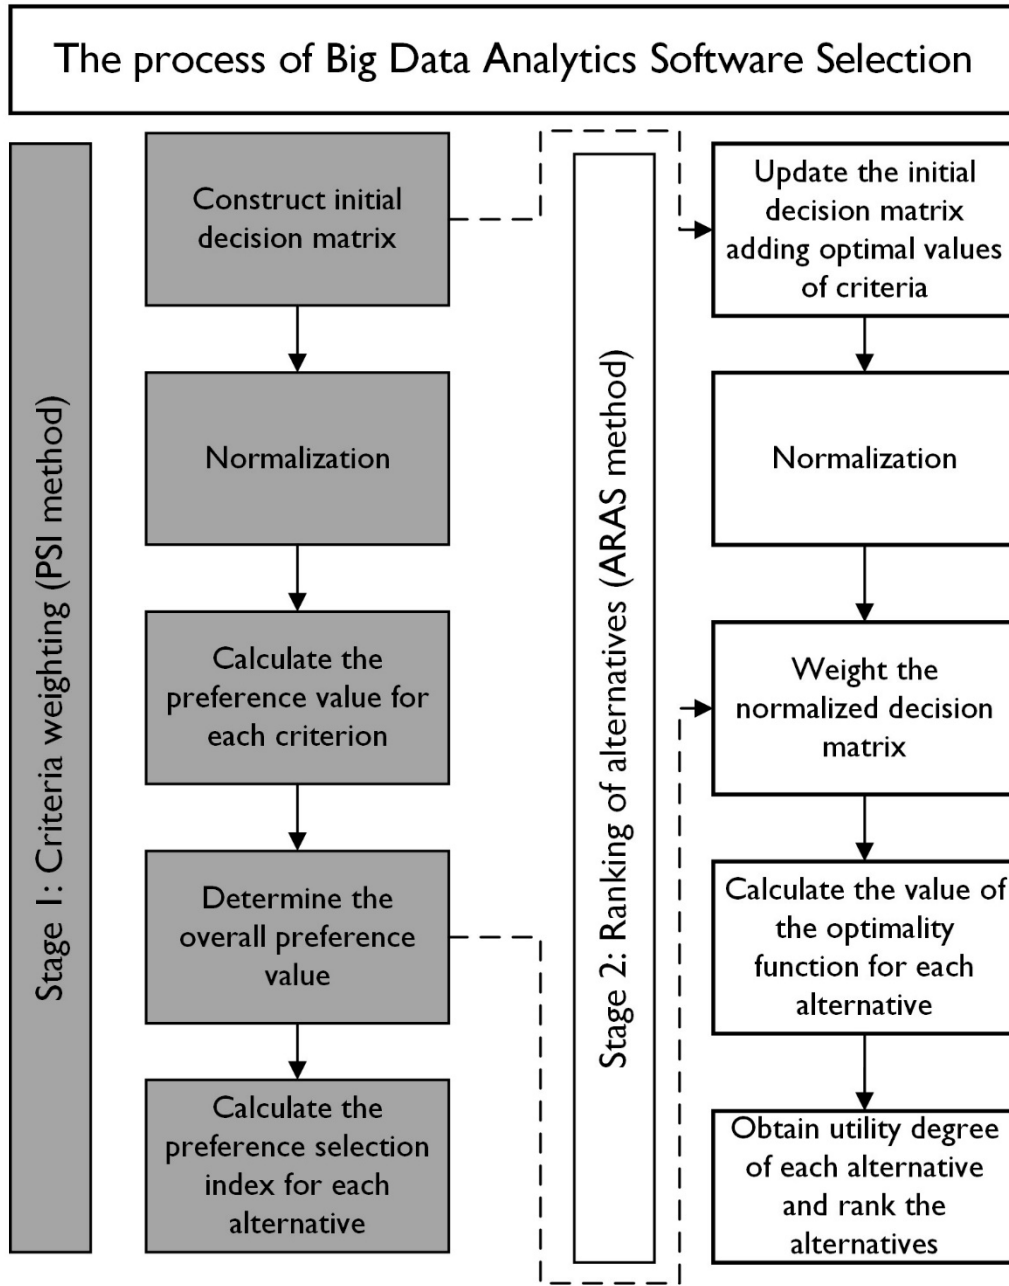 The process of Big Data Analytics Software Selection
Stage 1: Criteria weighting (PSI method)
Construct initial
decision matrix
Normalization
Calculate the
preference value for
each criterion
Determine the
overall preference
value
Calculate the
preference selection
index for each
alternative
Stage 2: Ranking of alternatives (ARAS method)
Update the initial
decision matrix
adding optimal values
of criteria
Normalization
Weight the
normalized decision
matrix
Calculate the value of
the optimality
function for each
alternative
Obtain utility degree
of each alternative
and rank the
alternatives